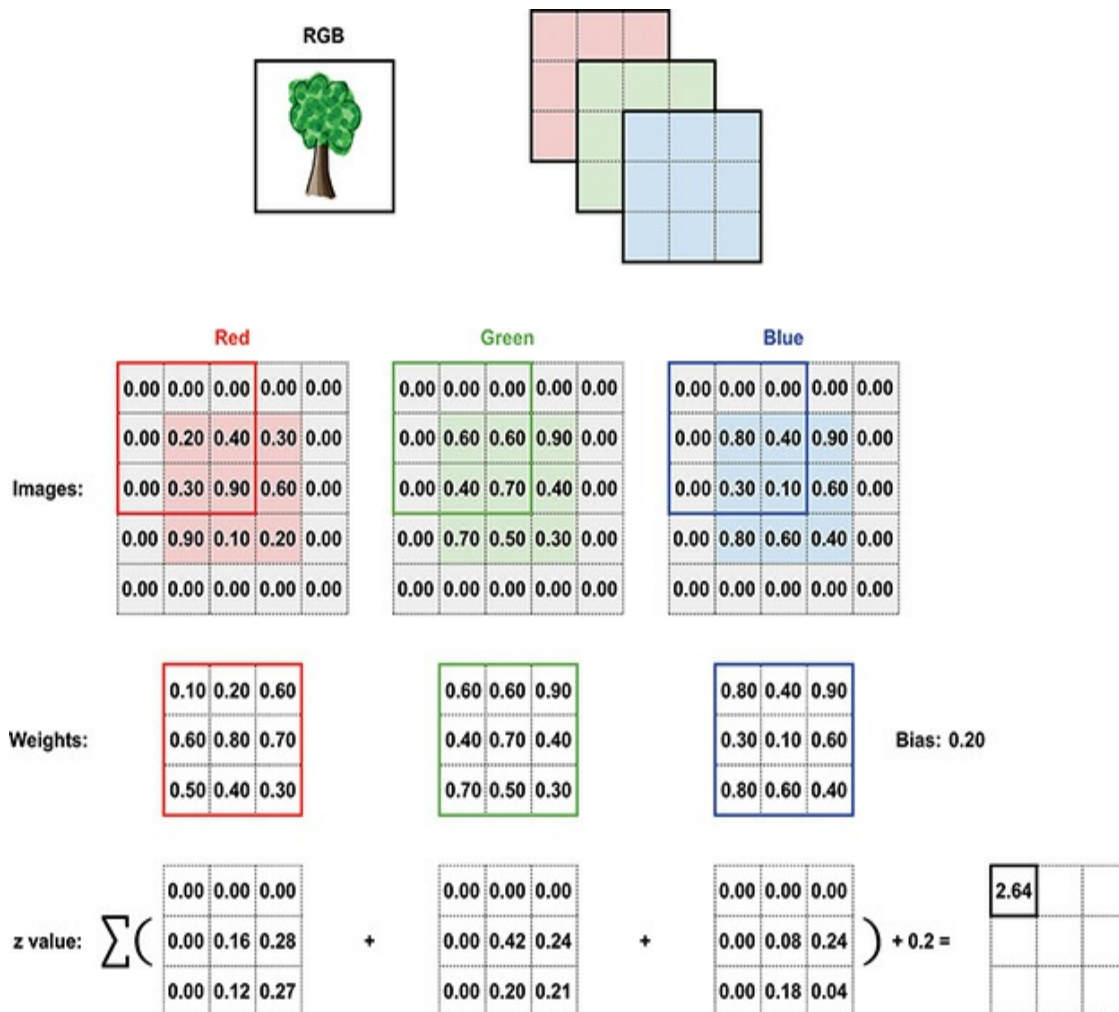 RGB
Red Green Blue
0.00 0.00 0.00 0.00 0.00 0.00 0.00 0.00 0.00 0.00 0.00 0.00 0.00 0.00 0.00
0.00 0.20 0.40 0.30 0.00 0.00 0.60 0.60 0.90 0.00 0.00 0.80 0.40 0.90 0.00
Images: 0.00 0.30 0.90 0.60 0.00 0.00 0.40 0.70 0.40 0.00 0.00 0.30 0.10 0.60 0.00
0.00 0.90 0.10 0.20 0.00 0.00 0.70 0.50 0.30 0.00 0.00 0.80 0.60 0.40 0.00
0.00 0.00 0.00 0.00 0.00 0.00 0.00 0.00 0.00 0.00 0.00 0.00 0.00 0.00 0.00
0.10 0.20 0.60 0.60 0.60 0.90 0.80 0.40 0.90
Weights: 0.60 0.80 0.70 0.40 0.70 0.40 0.30 0.10 0.60 Bias: 0.20
0.50 0.40 0.30 0.70 0.50 0.30 0.80 0.60 0.40
0.00 0.00 0.00 0.00 0.00 0.00 0.00 0.00 0.00 2.64
z value: ∑( 0.00 0.16 0.28 + 0.00 0.42 0.24 + 0.00 0.08 0.24 ) + 0.2 =
0.00 0.12 0.27 0.00 0.20 0.21 0.00 0.18 0.04